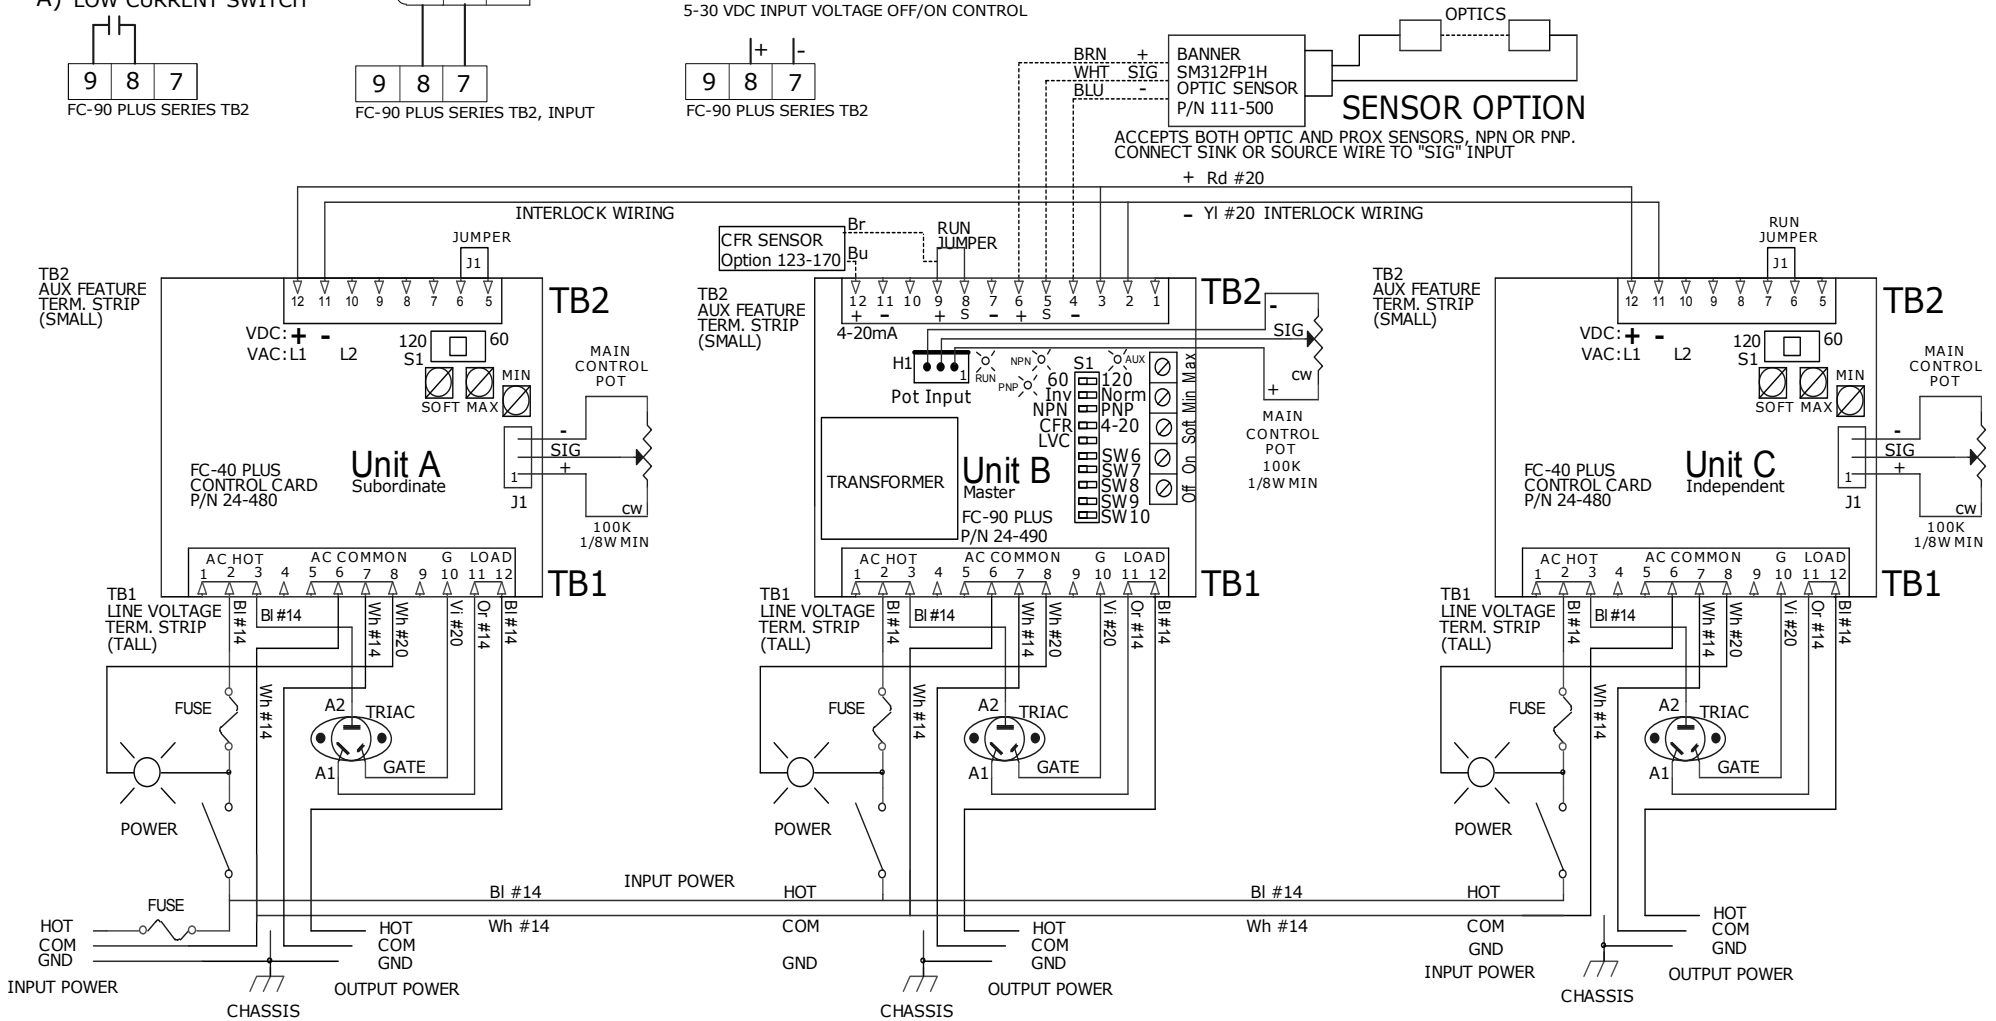 A) LOW CURRENT SWITCH
9 8 7
FC-90 PLUS SERIES TB2
9 8 7
FC-90 PLUS SERIES TB2, INPUT
5-30 VDC INPUT VOLTAGE OFF/ON CONTROL
+ -
9 8 7
FC-90 PLUS SERIES TB2
OPTICS
BRN +
WHT SIG
BLU -
BANNER
SM312FP1H
OPTIC SENSOR
P/N 111-500
SENSOR OPTION
ACCEPTS BOTH OPTIC AND PROX SENSORS, NPN OR PNP.
CONNECT SINK OR SOURCE WIRE TO "SIG" INPUT
+ Rd #20
INTERLOCK WIRING
- Yl #20 INTERLOCK WIRING
TB2
AUX FEATURE
TERM. STRIP
(SMALL)
JUMPER
J1
12 11 10 9 8 7 6 5
TB2
VDC: + -
VAC: L1 L2
120 60
S1
SOFT MAX
MIN
MAIN
CONTROL
POT
-
SIG
+
1
J1
cw
100K
1/8W MIN
Unit A
Subordinate
FC-40 PLUS
CONTROL CARD
P/N 24-480
AC HOT AC COMMON G LOAD
1 2 3 4 5 6 7 8 9 10 11 12
TB1
TB1
LINE VOLTAGE
TERM. STRIP
(TALL)
Bl #14
Bl #14
Wh #14
Wh #20
Vi #20
Or #14
Bl #14
Wh #14
FUSE
A2
TRIAC
A1
GATE
POWER
FUSE
HOT
COM
GND
INPUT POWER
CHASSIS
HOT
COM
GND
OUTPUT POWER
CFR SENSOR
Option 123-170
Br
Bu
RUN
JUMPER
TB2
AUX FEATURE
TERM. STRIP
(SMALL)
12 11 10 9 8 7 6 5 4 3 2 1
+ - + S - + S -
4-20mA
TB2
-
SIG
+
cw
MAIN
CONTROL
POT
100K
1/8W MIN
H1
1
Pot Input
RUN
NPN
PNP
AUX
S1
60 120
Inv Norm
NPN PNP
CFR 4-20
LVC
SW6
SW7
SW8
SW9
SW10
Off On Soft Min Max
TRANSFORMER
Unit B
Master
FC-90 PLUS
P/N 24-490
AC HOT AC COMMON G LOAD
1 2 3 4 5 6 7 8 9 10 11 12
TB1
TB1
LINE VOLTAGE
TERM. STRIP
(TALL)
Bl #14
Bl #14
Wh #14
Wh #20
Vi #20
Or #14
Bl #14
Wh #14
FUSE
A2
TRIAC
A1
GATE
POWER
Bl #14
INPUT POWER
HOT
Wh #14
COM
GND
CHASSIS
HOT
COM
GND
OUTPUT POWER
TB2
AUX FEATURE
TERM. STRIP
(SMALL)
RUN
JUMPER
J1
12 11 10 9 8 7 6 5
TB2
VDC: + -
VAC: L1 L2
120 60
S1
SOFT MAX
MIN
MAIN
CONTROL
POT
-
SIG
+
1
J1
cw
100K
1/8W MIN
Unit C
Independent
FC-40 PLUS
CONTROL CARD
P/N 24-480
AC HOT AC COMMON G LOAD
1 2 3 4 5 6 7 8 9 10 11 12
TB1
TB1
LINE VOLTAGE
TERM. STRIP
(TALL)
Bl #14
Bl #14
Wh #14
Wh #20
Vi #20
Or #14
Bl #14
Wh #14
FUSE
A2
TRIAC
A1
GATE
POWER
Bl #14
HOT
Wh #14
COM
GND
INPUT POWER
CHASSIS
HOT
COM
GND
OUTPUT POWER